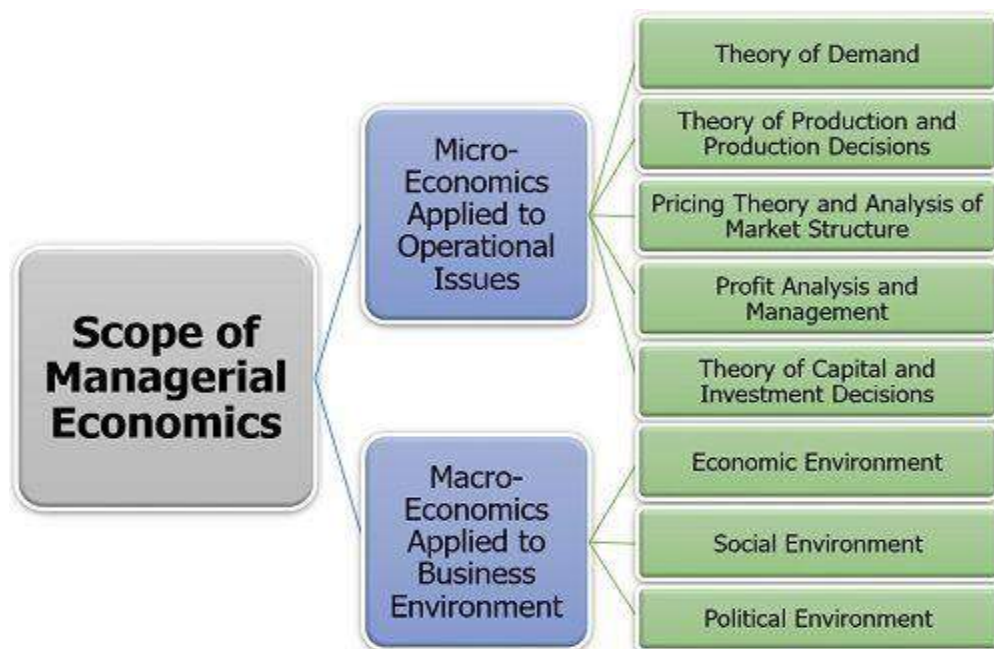 Scope of
Managerial
Economics
Micro-
Economics
Applied to
Operational
Issues
Theory of Demand
Theory of Production and
Production Decisions
Pricing Theory and Analysis of
Market Structure
Profit Analysis and
Management
Theory of Capital and
Investment Decisions
Macro-
Economics
Applied to
Business
Environment
Economic Environment
Social Environment
Political Environment